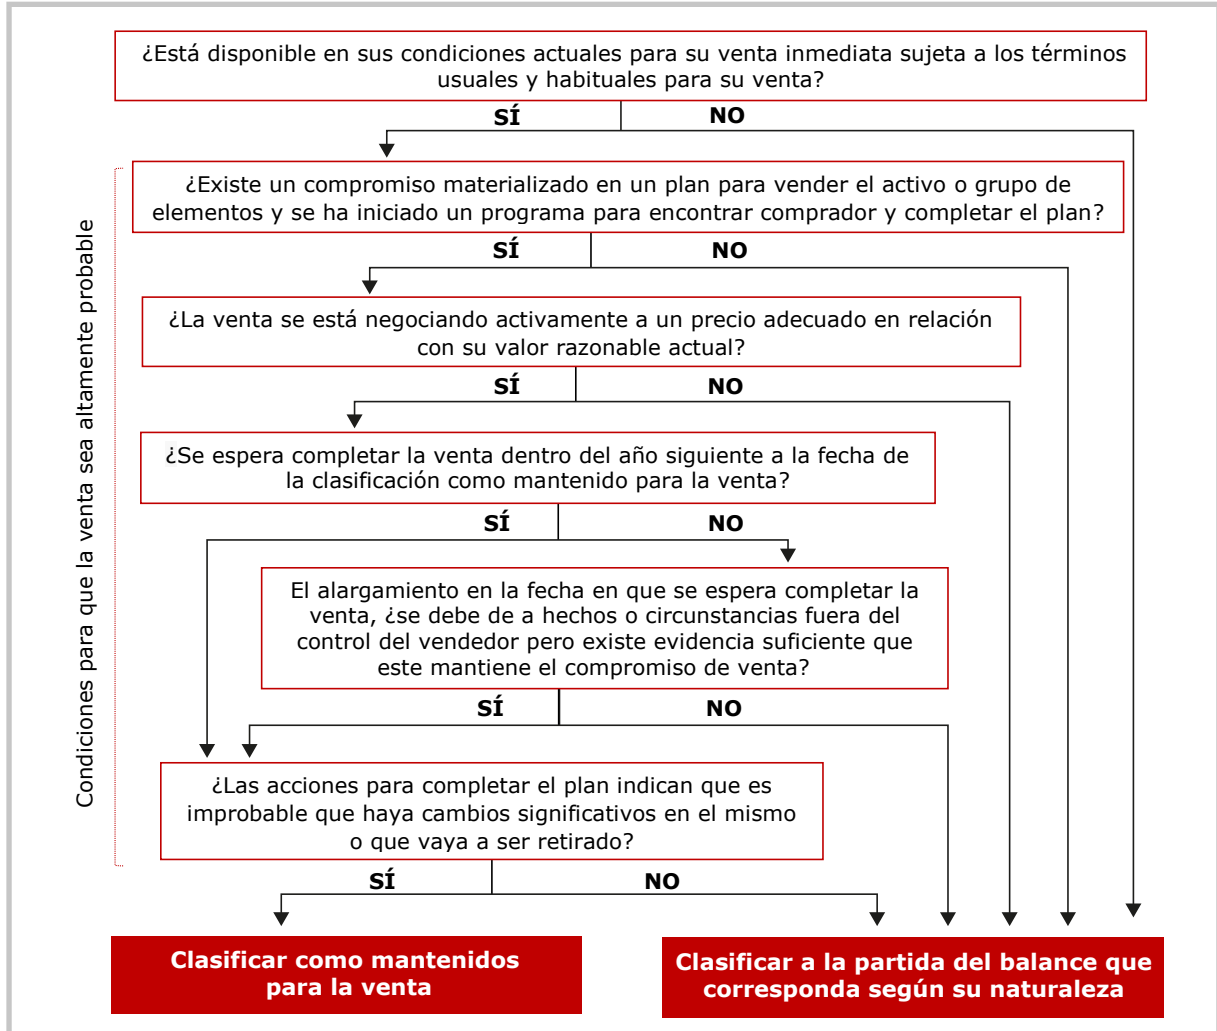 ¿Está disponible en sus condiciones actuales para su venta inmediata sujeta a los términos
usuales y habituales para su venta?
SÍ
NO
Condiciones para que la venta sea altamente probable
¿Existe un compromiso materializado en un plan para vender el activo o grupo de
elementos y se ha iniciado un programa para encontrar comprador y completar el plan?
SÍ
NO
¿La venta se está negociando activamente a un precio adecuado en relación
con su valor razonable actual?
SÍ
NO
¿Se espera completar la venta dentro del año siguiente a la fecha de
la clasificación como mantenido para la venta?
SÍ
NO
El alargamiento en la fecha en que se espera completar la
venta, ¿se debe de a hechos o circunstancias fuera del
control del vendedor pero existe evidencia suficiente que
este mantiene el compromiso de venta?
SÍ
NO
¿Las acciones para completar el plan indican que es
improbable que haya cambios significativos en el mismo
o que vaya a ser retirado?
SÍ
NO
Clasificar como mantenidos
para la venta
Clasificar a la partida del balance que
corresponda según su naturaleza